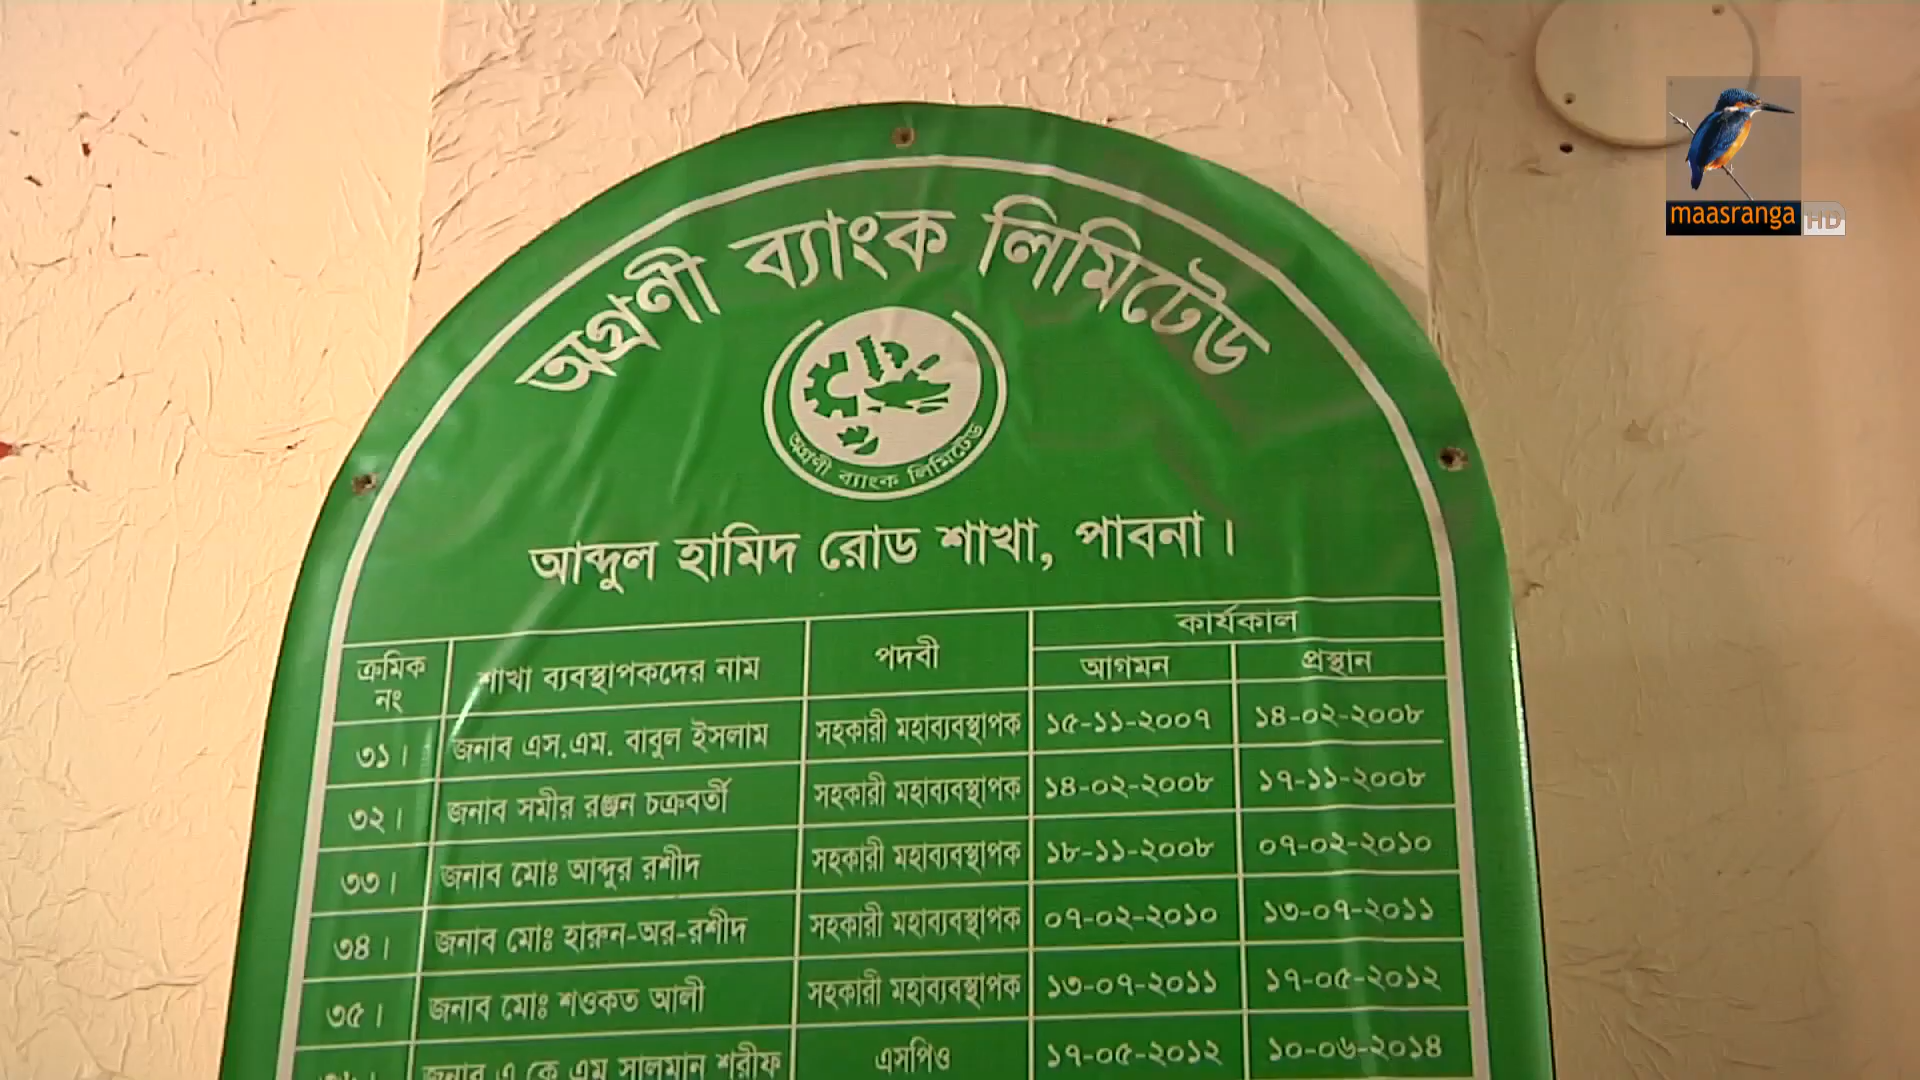 maasranga HD
অগ্রণী ব্যাংক লিমিটেড
অগ্রণী ব্যাংক লিমিটেড
আব্দুল হামিদ রোড শাখা, পাবনা।
ক্রমিক নং শাখা ব্যবস্থাপকদের নাম পদবী কার্যকাল
আগমন প্রস্থান
৩১। জনাব এস.এম. বাবুল ইসলাম সহকারী মহাব্যবস্থাপক ১৫-১১-২০০৭ ১৪-০২-২০০৮
৩২। জনাব সমীর রঞ্জন চক্রবর্তী সহকারী মহাব্যবস্থাপক ১৪-০২-২০০৮ ১৭-১১-২০০৮
৩৩। জনাব মোঃ আব্দুর রশীদ সহকারী মহাব্যবস্থাপক ১৮-১১-২০০৮ ০৭-০২-২০১০
৩৪। জনাব মোঃ হারুন-অর-রশীদ সহকারী মহাব্যবস্থাপক ০৭-০২-২০১০ ১৩-০৭-২০১১
৩৫। জনাব মোঃ শওকত আলী সহকারী মহাব্যবস্থাপক ১৩-০৭-২০১১ ১৭-০৫-২০১২
জনাব এ কে এম সালমান শরীফ এসপিও ১৭-০৫-২০১২ ১০-০৬-২০১৪